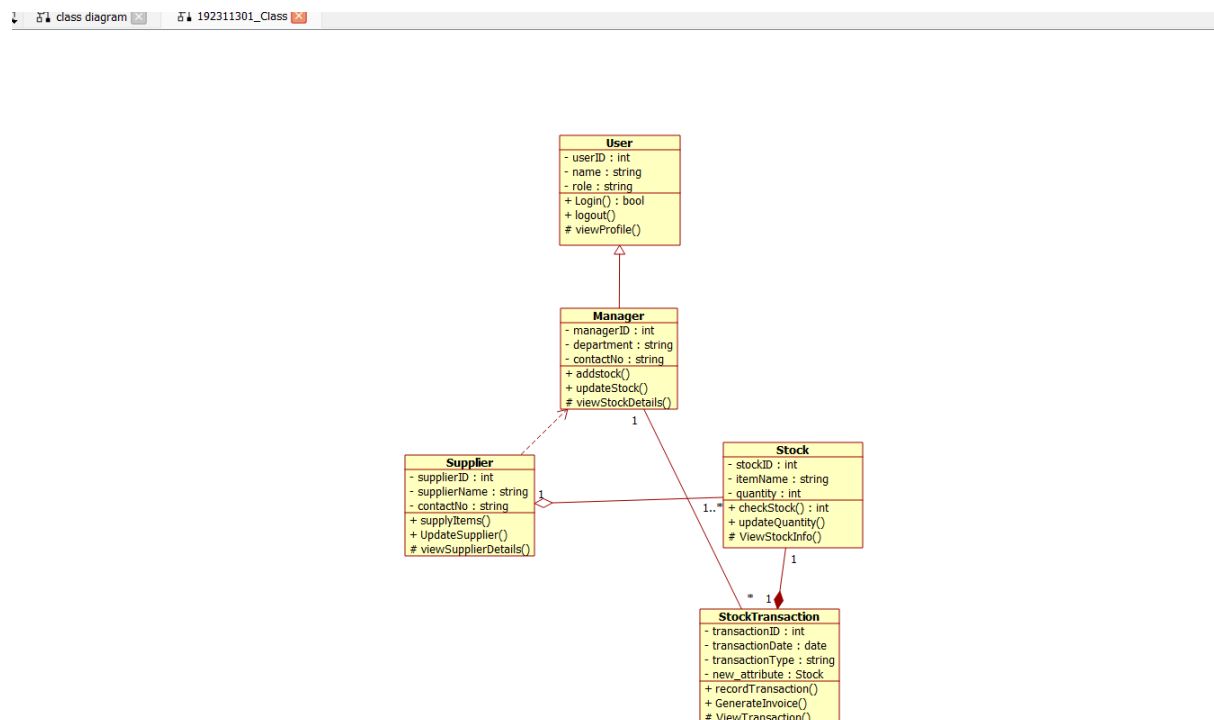 class diagram
192311301_Class
User
- userID : int
- name : string
- role : string
+ Login() : bool
+ logout()
# viewProfile()
Manager
- managerID : int
- department : string
- contactNo : string
+ addstock()
+ updateStock()
# viewStockDetails()
1
Stock
- stockID : int
- itemName : string
- quantity : int
+ checkStock() : int
+ updateQuantity()
# ViewStockInfo()
Supplier
- supplierID : int
- supplierName : string
- contactNo : string
+ supplyItems()
+ UpdateSupplier()
# viewSupplierDetails()
1
1..*
1
* 1
StockTransaction
- transactionID : int
- transactionDate : date
- transactionType : string
- new_attribute : Stock
+ recordTransaction()
+ GenerateInvoice()
# ViewTransaction()